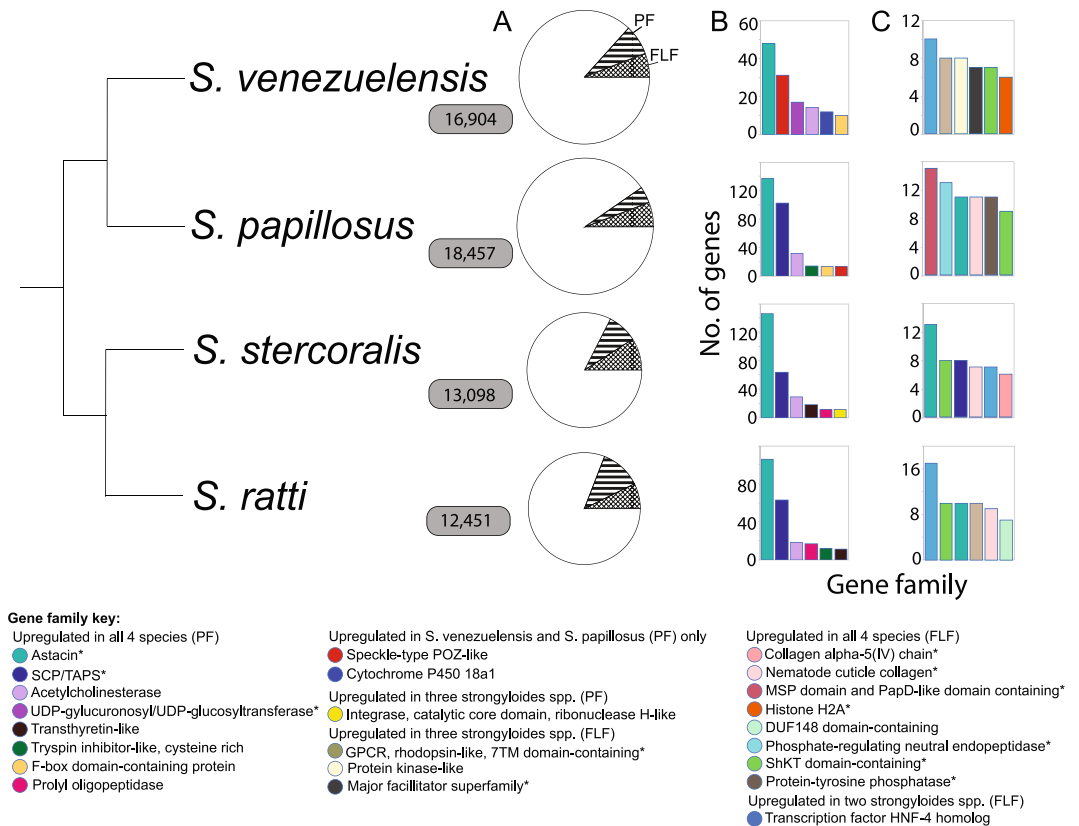 A
B
C
PF
FLF
S. venezuelensis
16,904
S. papillosus
18,457
S. stercoralis
13,098
S. ratti
12,451
No. of genes
60
40
20
0
12
8
4
0
120
80
40
0
12
8
4
0
120
80
40
0
12
8
4
0
80
40
0
16
8
0
Gene family
Gene family key:
Upregulated in all 4 species (PF)
Astacin*
SCP/TAPS*
Acetylcholinesterase
UDP-gylucuronosyl/UDP-glucosyltransferase*
Transthyretin-like
Tryspin inhibitor-like, cysteine rich
F-box domain-containing protein
Prolyl oligopeptidase
Upregulated in S. venezuelensis and S. papillosus (PF) only
Speckle-type POZ-like
Cytochrome P450 18a1
Upregulated in three strongyloides spp. (PF)
Integrase, catalytic core domain, ribonuclease H-like
Upregulated in three strongyloides spp. (FLF)
GPCR, rhodopsin-like, 7TM domain-containing*
Protein kinase-like
Major facilitator superfamily*
Upregulated in all 4 species (FLF)
Collagen alpha-5(IV) chain*
Nematode cuticle collagen*
MSP domain and PapD-like domain containing*
Histone H2A*
DUF148 domain-containing
Phosphate-regulating neutral endopeptidase*
ShKT domain-containing*
Protein-tyrosine phosphatase*
Upregulated in two strongyloides spp. (FLF)
Transcription factor HNF-4 homolog